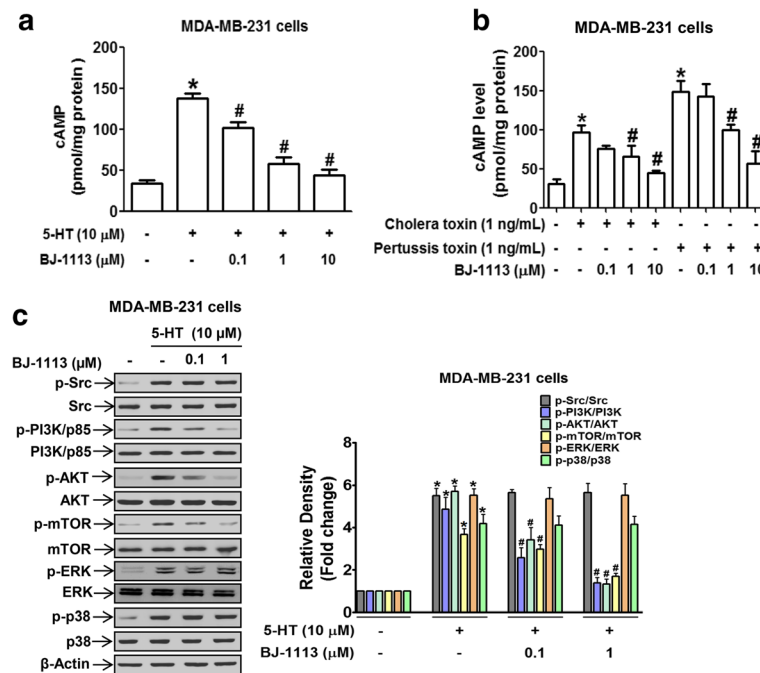 a
MDA-MB-231 cells
cAMP
(pmol/mg protein)
200
150
100
50
0
*
#
#
#
5-HT (10 μM) - + + + +
BJ-1113 (μM) - - 0.1 1 10
b
MDA-MB-231 cells
cAMP level
(pmol/mg protein)
200
150
100
50
0
*
#
#
*
#
#
Cholera toxin (1 ng/mL) - + + + + - - - -
Pertussis toxin (1 ng/mL) - - - - - + + + +
BJ-1113 (μM) - - 0.1 1 10 - 0.1 1 10
c
MDA-MB-231 cells
5-HT (10 μM)
BJ-1113 (μM) - - 0.1 1
p-Src
Src
p-PI3K/p85
PI3K/p85
p-AKT
AKT
p-mTOR
mTOR
p-ERK
ERK
p-p38
p38
β-Actin
MDA-MB-231 cells
p-Src/Src
p-PI3K/PI3K
p-AKT/AKT
p-mTOR/mTOR
p-ERK/ERK
p-p38/p38
Relative Density
(Fold change)
8
6
4
2
0
* * * * * *
# # #
# # #
5-HT (10 μM) - + + +
BJ-1113 (μM) - - 0.1 1